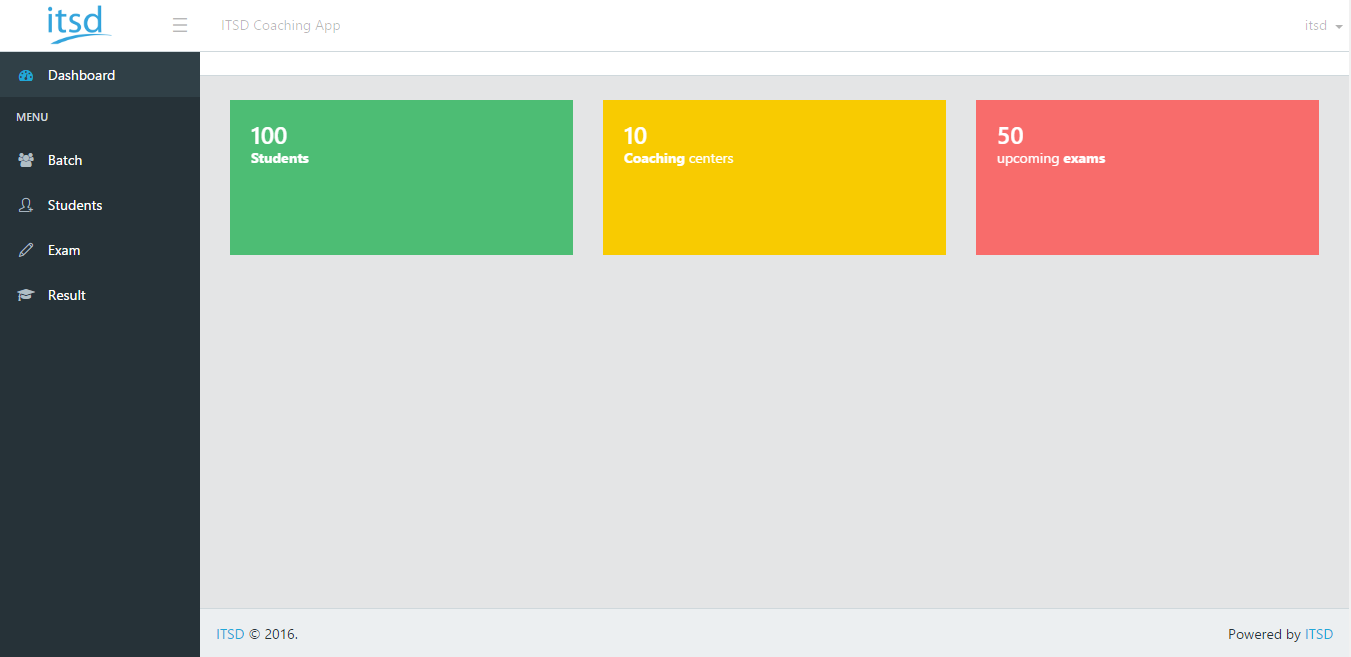 itsd
ITSD Coaching App
itsd
Dashboard
MENU
Batch
Students
Exam
Result
100
Students
10
Coaching centers
50
upcoming exams
ITSD © 2016.
Powered by ITSD